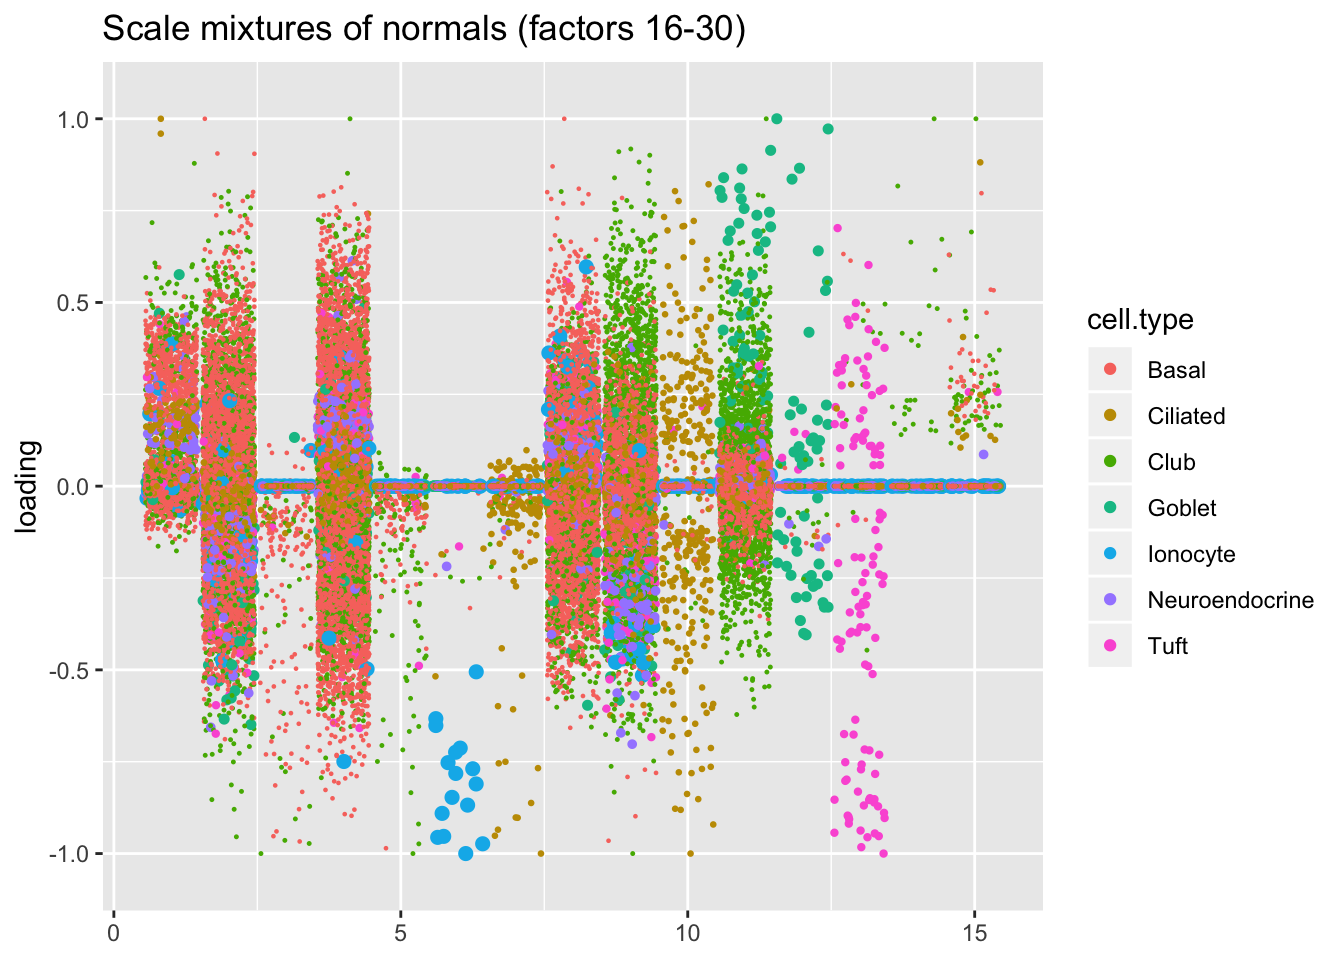 Scale mixtures of normals (factors 16-30)
loading
1.0
0.5
0.0
-0.5
-1.0
0
5
10
15
cell.type
Basal
Ciliated
Club
Goblet
Ionocyte
Neuroendocrine
Tuft